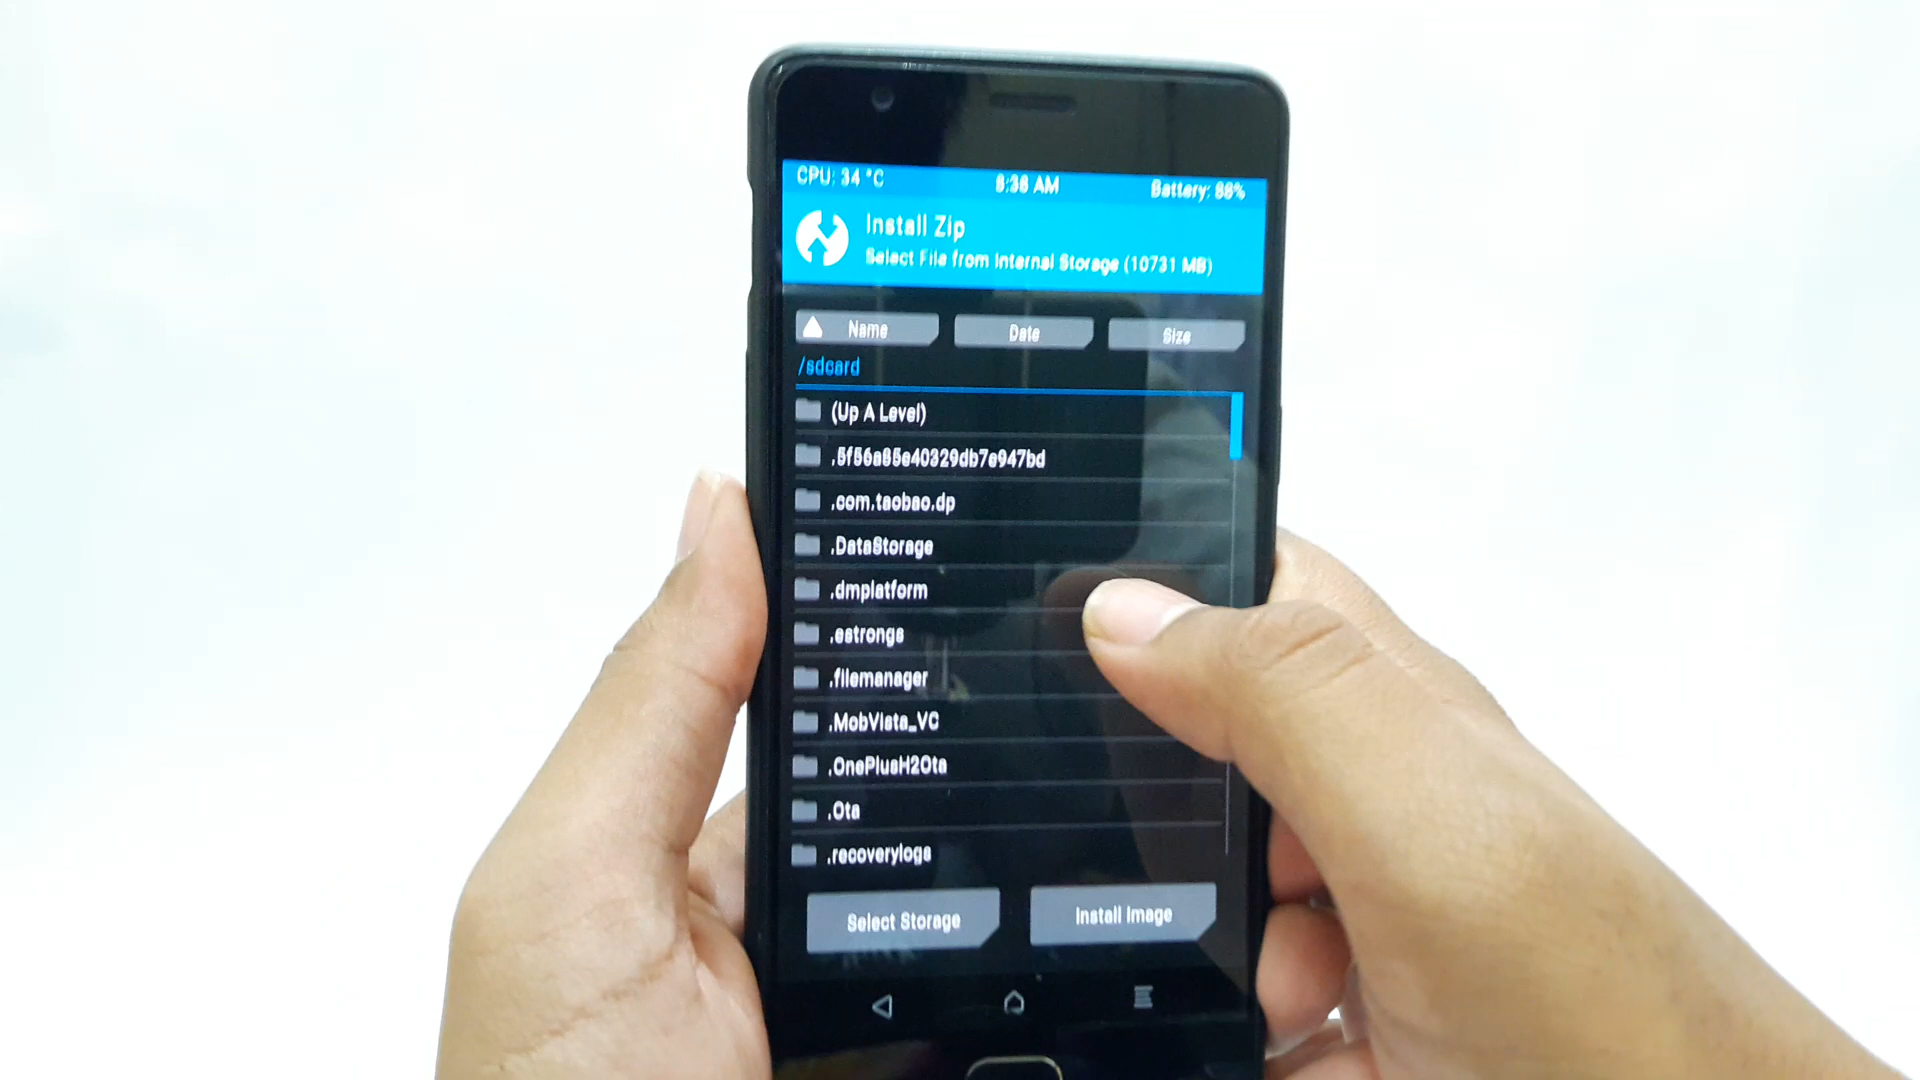 CPU: 34 °C 8:38 AM Battery: 88%
Install Zip
Select File from Internal Storage (10731 MB)
Name Date Size
/sdcard
(Up A Level)
.5f56a85e40329db7e947bd
.com.taobao.dp
.DataStorage
.dmplatform
.estrongs
.filemanager
.MobVista_VC
.OnePlusH2Ota
.Ota
.recoverylogs
Select Storage Install Image